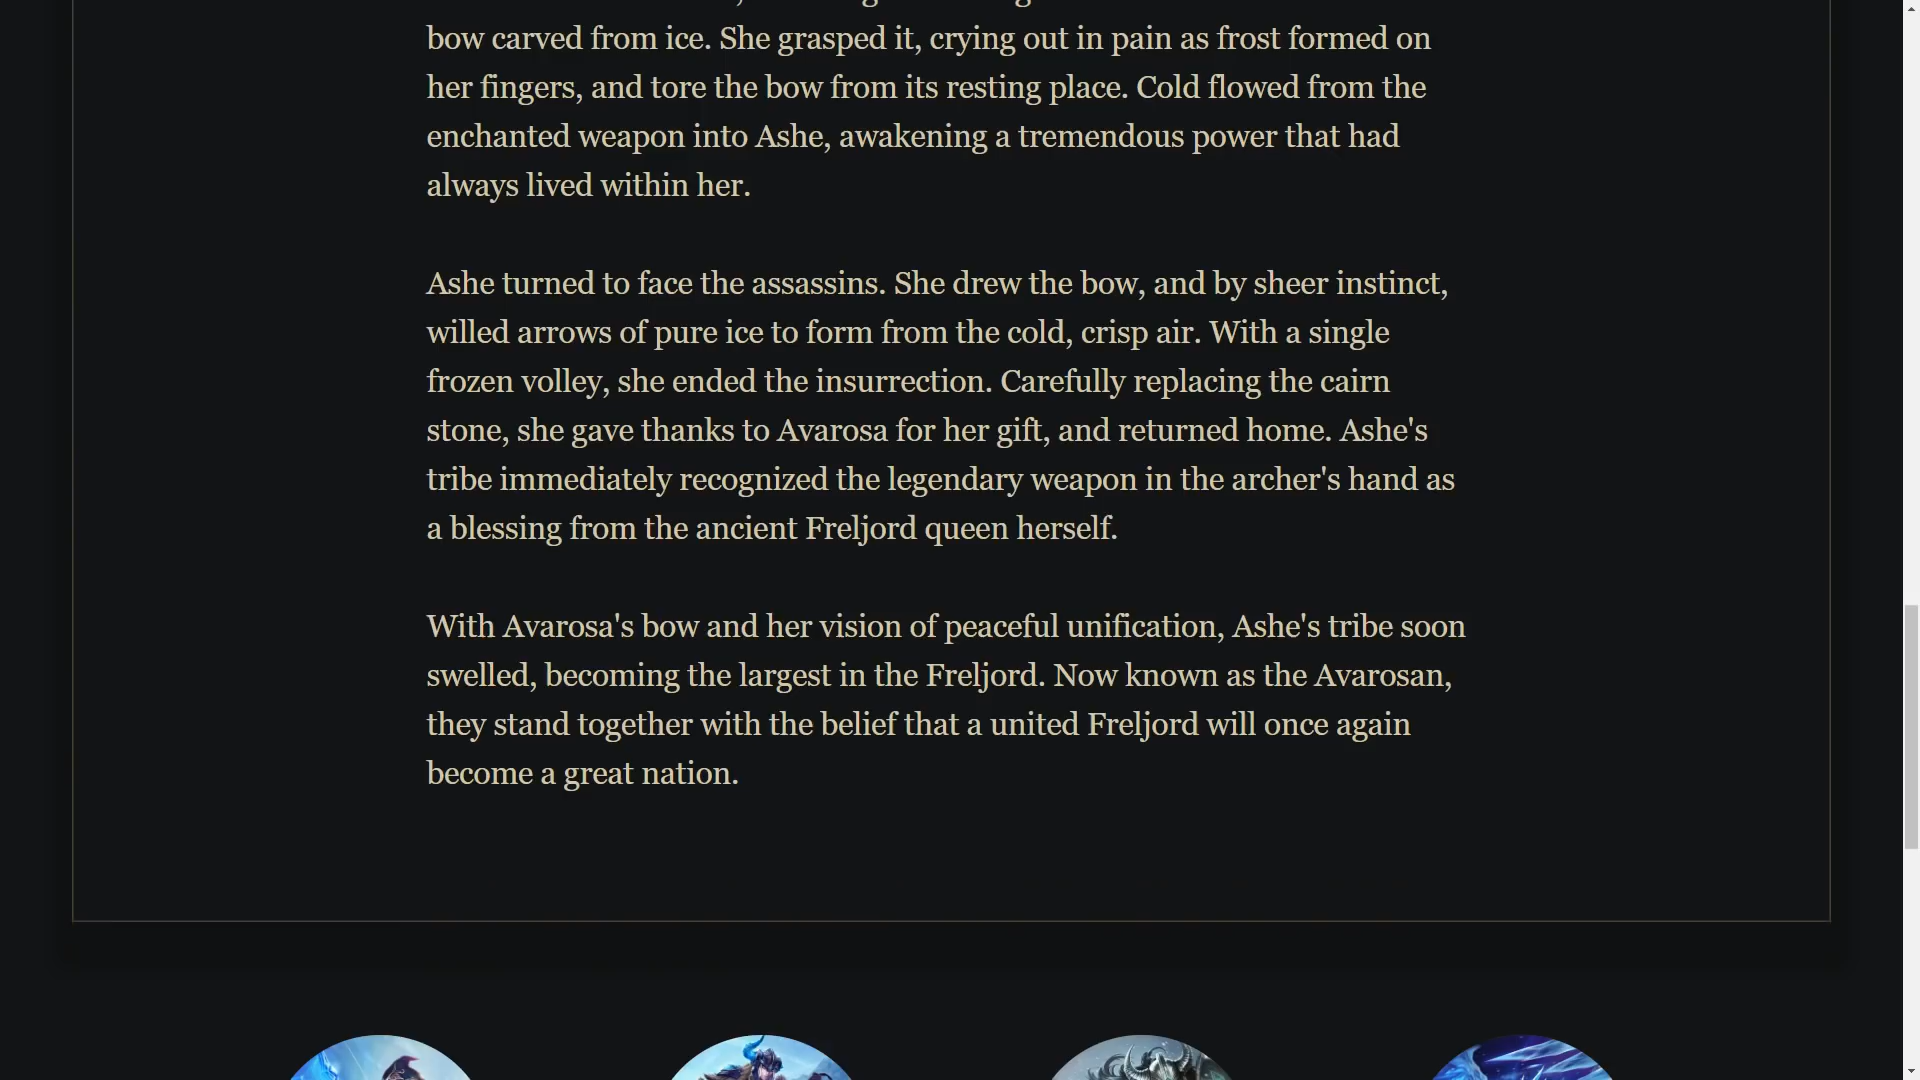 bow carved from ice. She grasped it, crying out in pain as frost formed on
her fingers, and tore the bow from its resting place. Cold flowed from the
enchanted weapon into Ashe, awakening a tremendous power that had
always lived within her.
Ashe turned to face the assassins. She drew the bow, and by sheer instinct,
willed arrows of pure ice to form from the cold, crisp air. With a single
frozen volley, she ended the insurrection. Carefully replacing the cairn
stone, she gave thanks to Avarosa for her gift, and returned home. Ashe's
tribe immediately recognized the legendary weapon in the archer's hand as
a blessing from the ancient Freljord queen herself.
With Avarosa's bow and her vision of peaceful unification, Ashe's tribe soon
swelled, becoming the largest in the Freljord. Now known as the Avarosan,
they stand together with the belief that a united Freljord will once again
become a great nation.